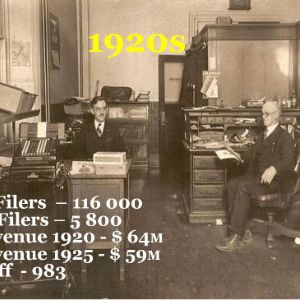 1920s
Filers – 116 000
Filers – 5 800
venue 1920 - $ 64M
venue 1925 - $ 59M
ff - 983